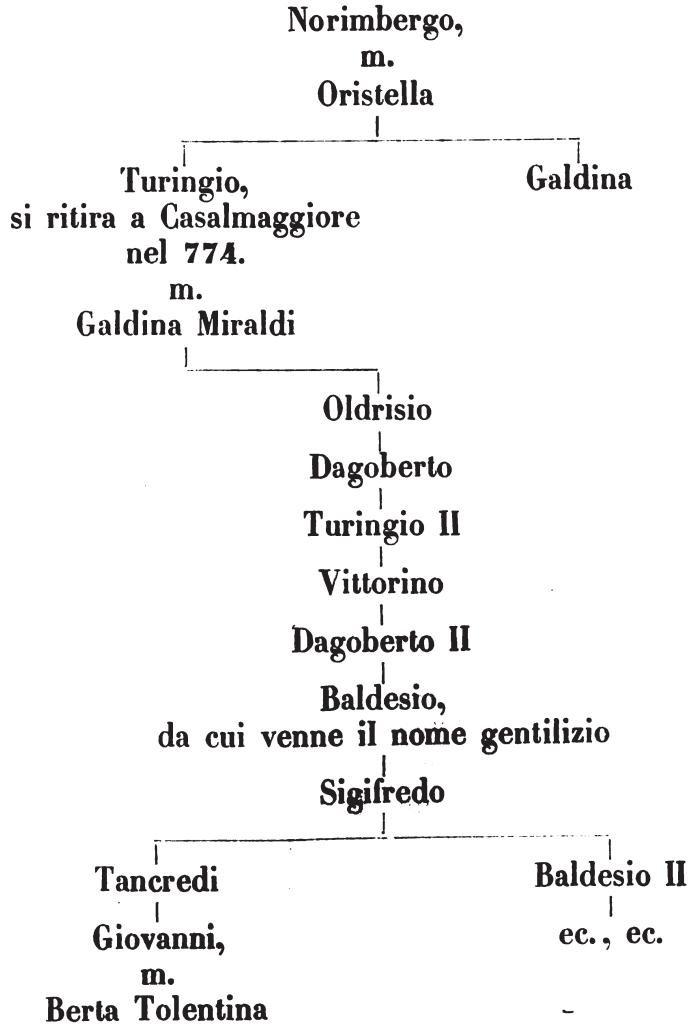 Norimbergo,
m.
Oristella
Turingio,
si ritira a Casalmaggiore
nel 774.
m.
Galdina Miraldi
Galdina
Oldrisio
Dagoberto
Turingio II
Vittorino
Dagoberto II
Baldesio,
da cui venne il nome gentilizio
Sigifredo
Tancredi
Giovanni,
m.
Berta Tolentina
Baldesio II
ec., ec.